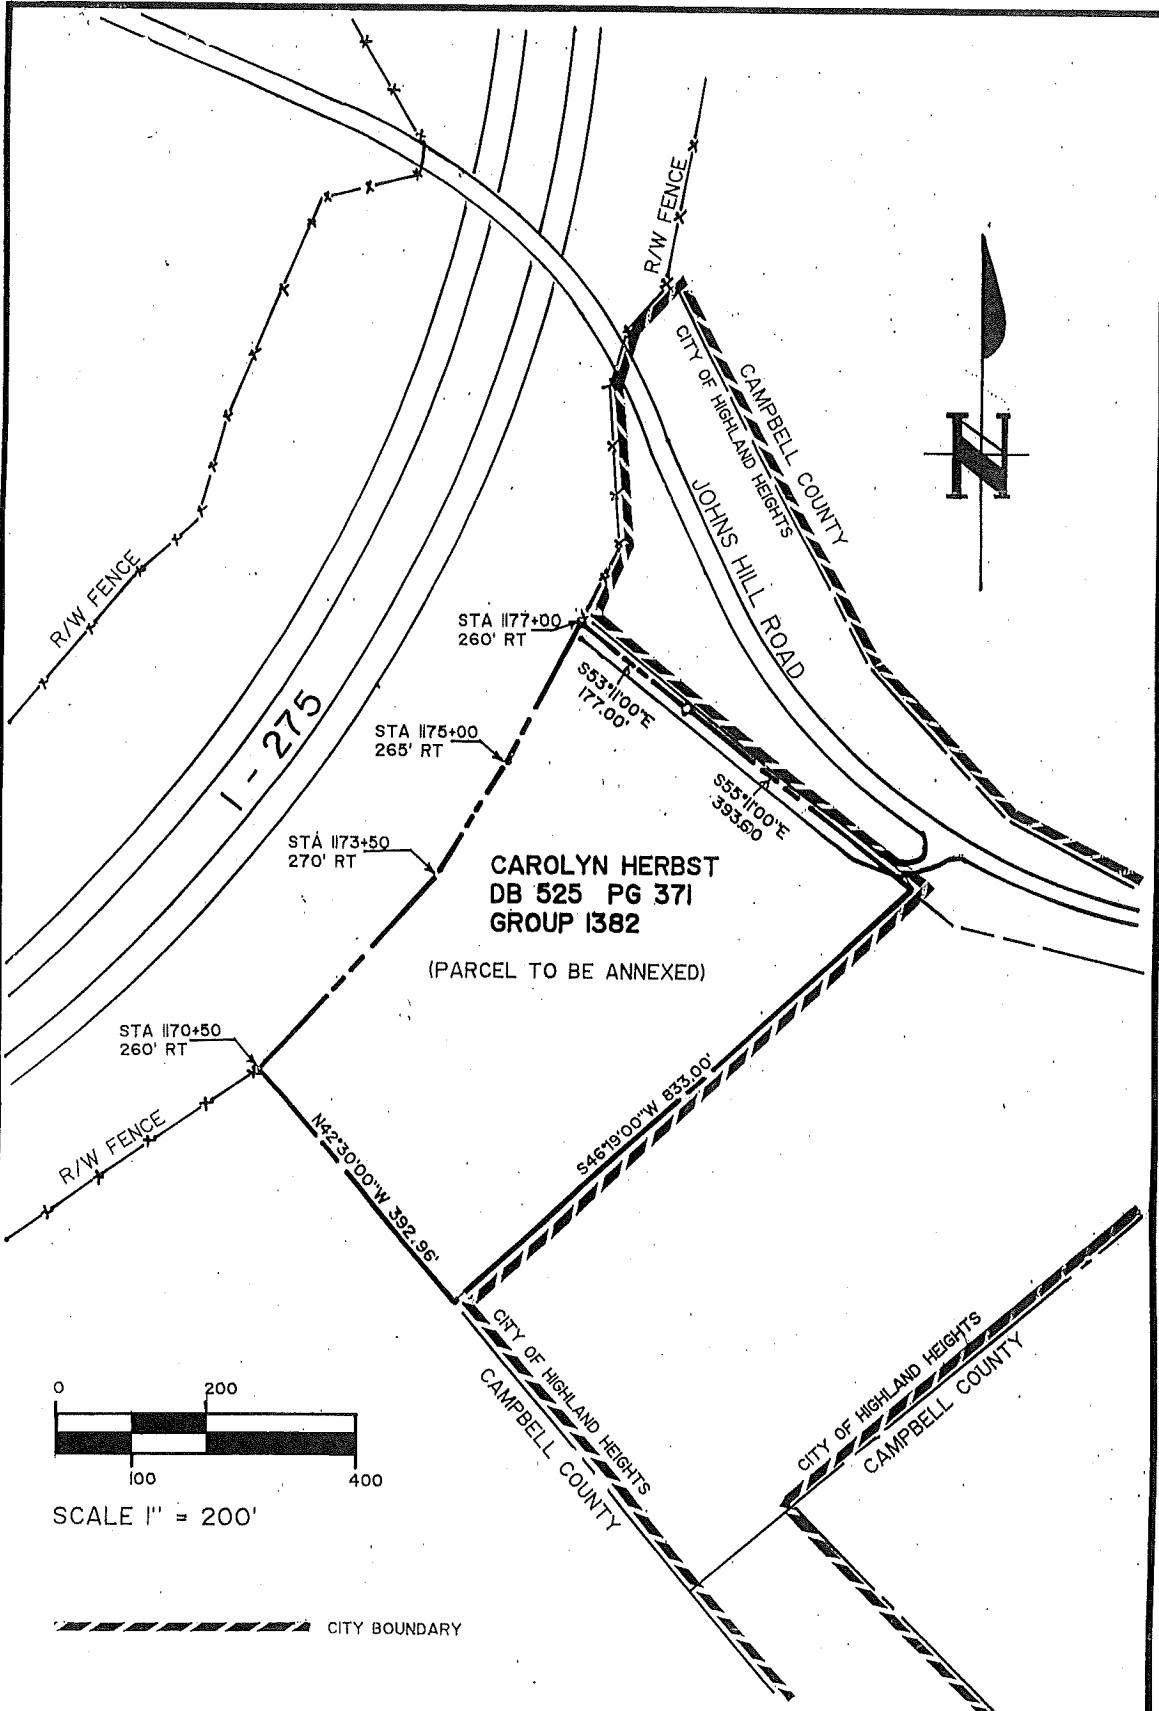 R/W FENCE
CITY OF HIGHLAND HEIGHTS
CAMPBELL COUNTY
N
JOHNS HILL ROAD
R/W FENCE
STA 1177+00
260' RT
S53°11'00"E
177.00'
I-275
STA 1175+00
265' RT
S55°11'00"E
393.60
STA 1173+50
270' RT
CAROLYN HERBST
DB 525 PG 371
GROUP 1382
(PARCEL TO BE ANNEXED)
STA 1170+50
260' RT
R/W FENCE
N42°30'00"W 392.96'
S46°19'00"W 833.00'
CITY OF HIGHLAND HEIGHTS
CAMPBELL COUNTY
CITY OF HIGHLAND HEIGHTS
CAMPBELL COUNTY
0 200
100 400
SCALE 1" = 200'
CITY BOUNDARY